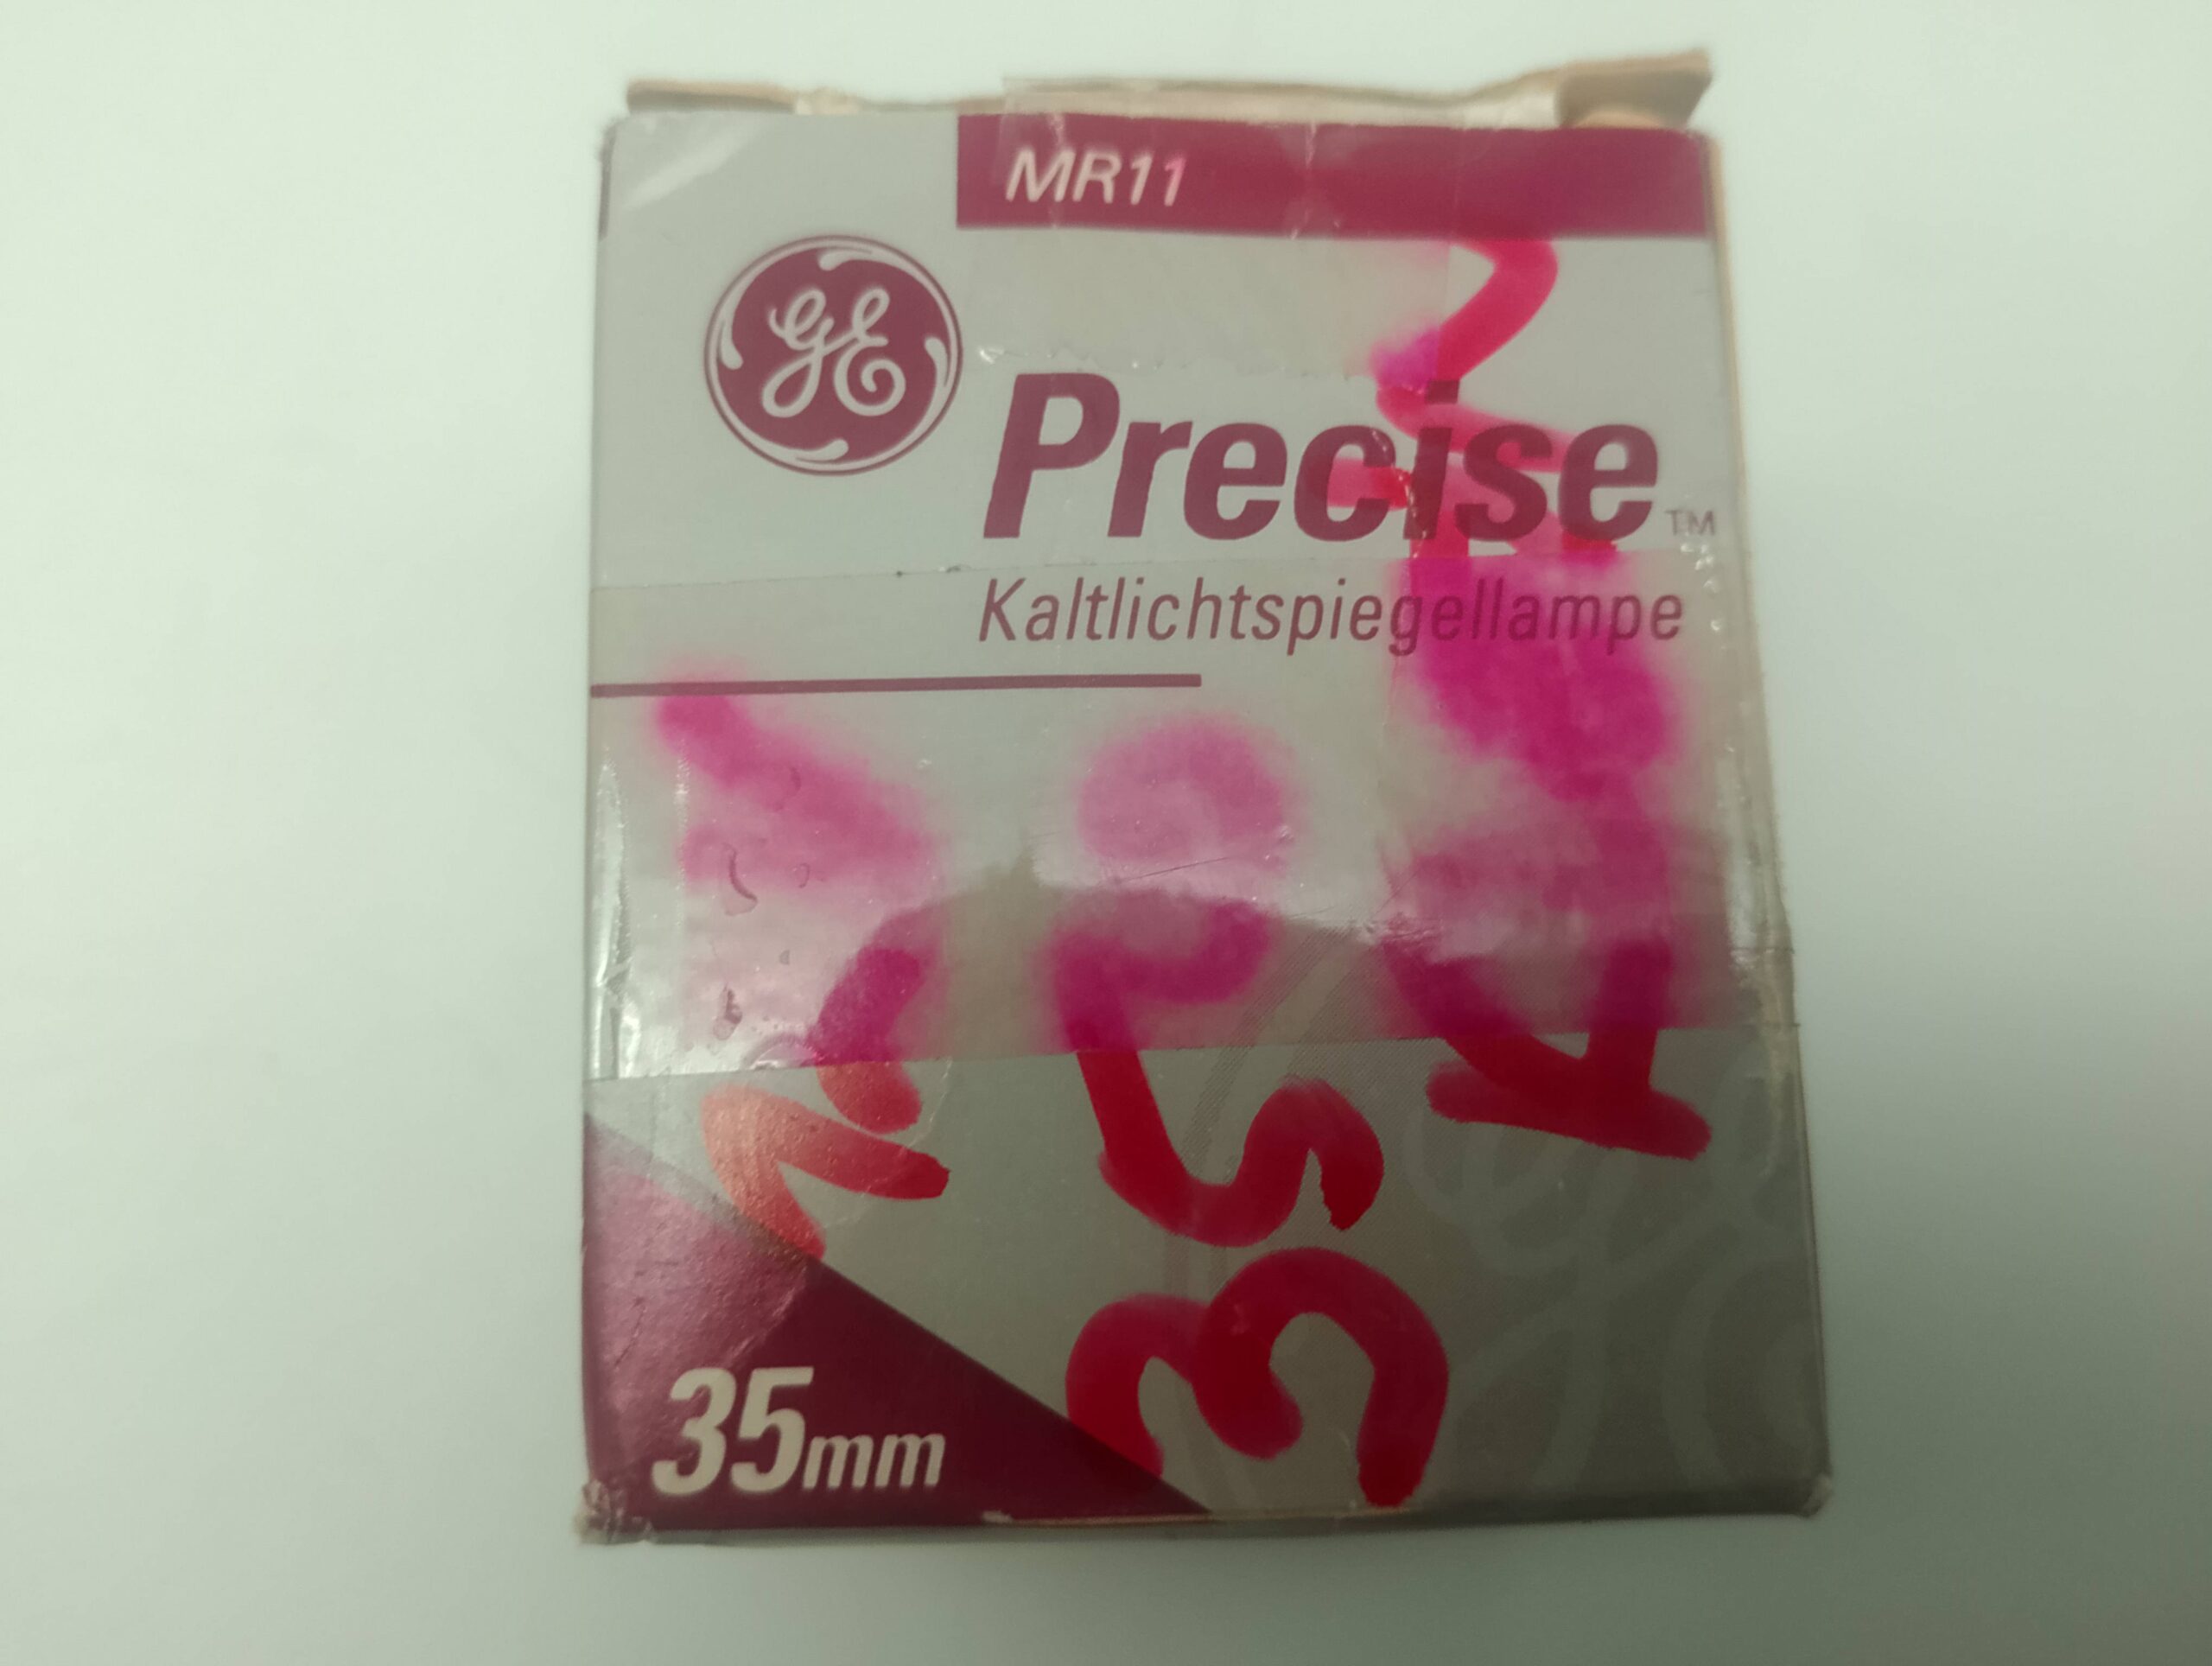 MR11
GE
Precise™
Kaltlichtspiegellampe
35mm